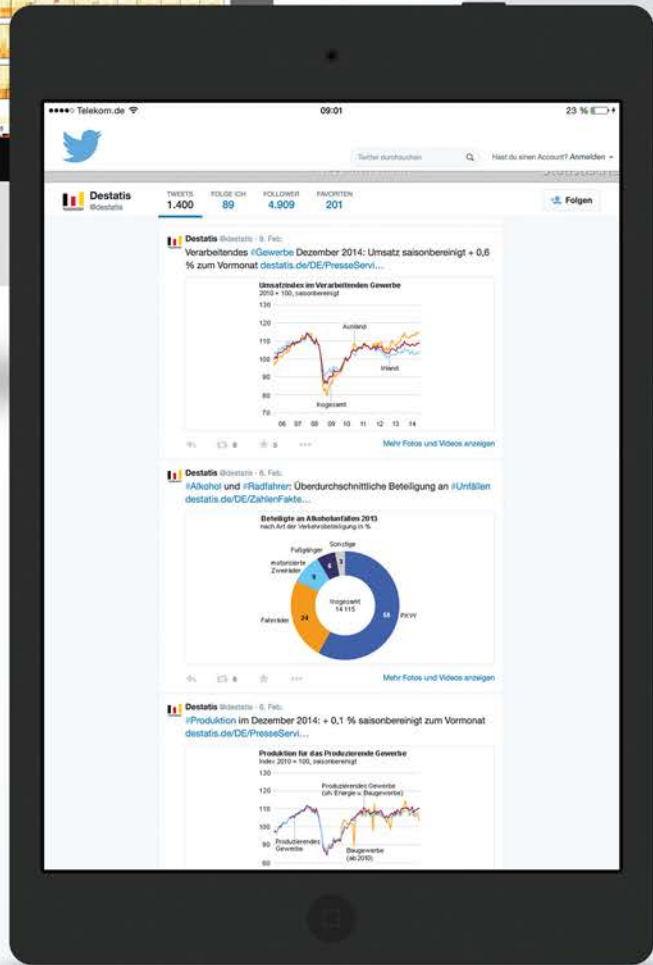 Telekom.de 09:01 23 %
Twitter durchsuchen Hast du einen Account? Anmelden
Destatis
@destatis
TWEETS FOLGE ICH FOLLOWER FAVORITEN
1.400 89 4.909 201
Folgen
Destatis @destatis · 9. Feb.
Verarbeitendes #Gewerbe Dezember 2014: Umsatz saisonbereinigt + 0,6
% zum Vormonat destatis.de/DE/PresseServi…
Umsatzindex im Verarbeitenden Gewerbe
2010 = 100, saisonbereinigt
130
120
Ausland
110
100
Inland
90
80
Insgesamt
70
06 07 08 09 10 11 12 13 14
8 5 Mehr Fotos und Videos anzeigen
Destatis @destatis · 6. Feb.
#Alkohol und #Radfahrer: Überdurchschnittliche Beteiligung an #Unfällen
destatis.de/DE/ZahlenFakte…
Beteiligte an Alkoholunfällen 2013
nach Art der Verkehrsbeteiligung in %
Sonstige
Fußgänger
3
6
motorisierte
Zweiräder
9
Insgesamt
14 115
Fahrräder 24
58 PKW
Mehr Fotos und Videos anzeigen
Destatis @destatis · 6. Feb.
#Produktion im Dezember 2014: + 0,1 % saisonbereinigt zum Vormonat
destatis.de/DE/PresseServi…
Produktion für das Produzierende Gewerbe
Index 2010 = 100, saisonbereinigt
130
120
Produzierendes Gewerbe
(oh. Energie u. Baugewerbe)
110
100
90
Produzierendes
Gewerbe
Baugewerbe
(ab 2010)
80